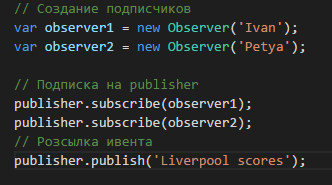 // Создание подписчиков
var observer1 = new Observer('Ivan');
var observer2 = new Observer('Petya');
// Подписка на publisher
publisher.subscribe(observer1);
publisher.subscribe(observer2);
// Розсылка ивента
publisher.publish('Liverpool scores');